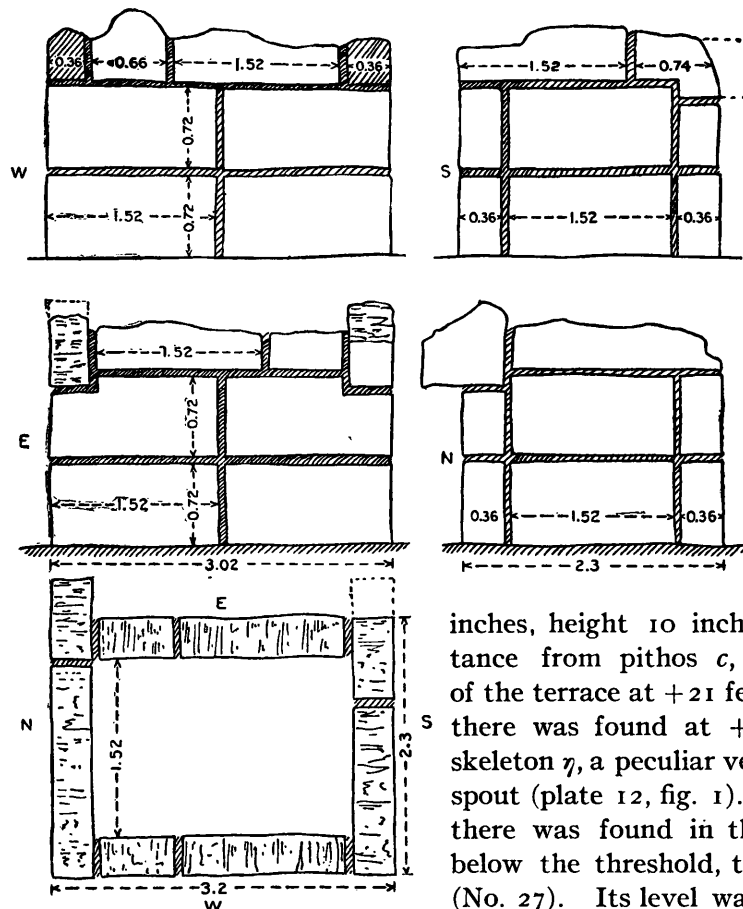 0.36 0.66 1.52 0.36
0.72
W
0.72
1.52
1.52 0.74
S
0.36 1.52 0.36
1.52
0.72
E
0.72
1.52
3.02
N
0.36 1.52 0.36
2.3
E
N
1.52
2.3
S
3.2
W
inches, height 10 inch
tance from pithos c,
of the terrace at +21 fe
there was found at +
skeleton η, a peculiar ve
spout (plate 12, fig. 1).
there was found in th
below the threshold, t
(No. 27). Its level wa